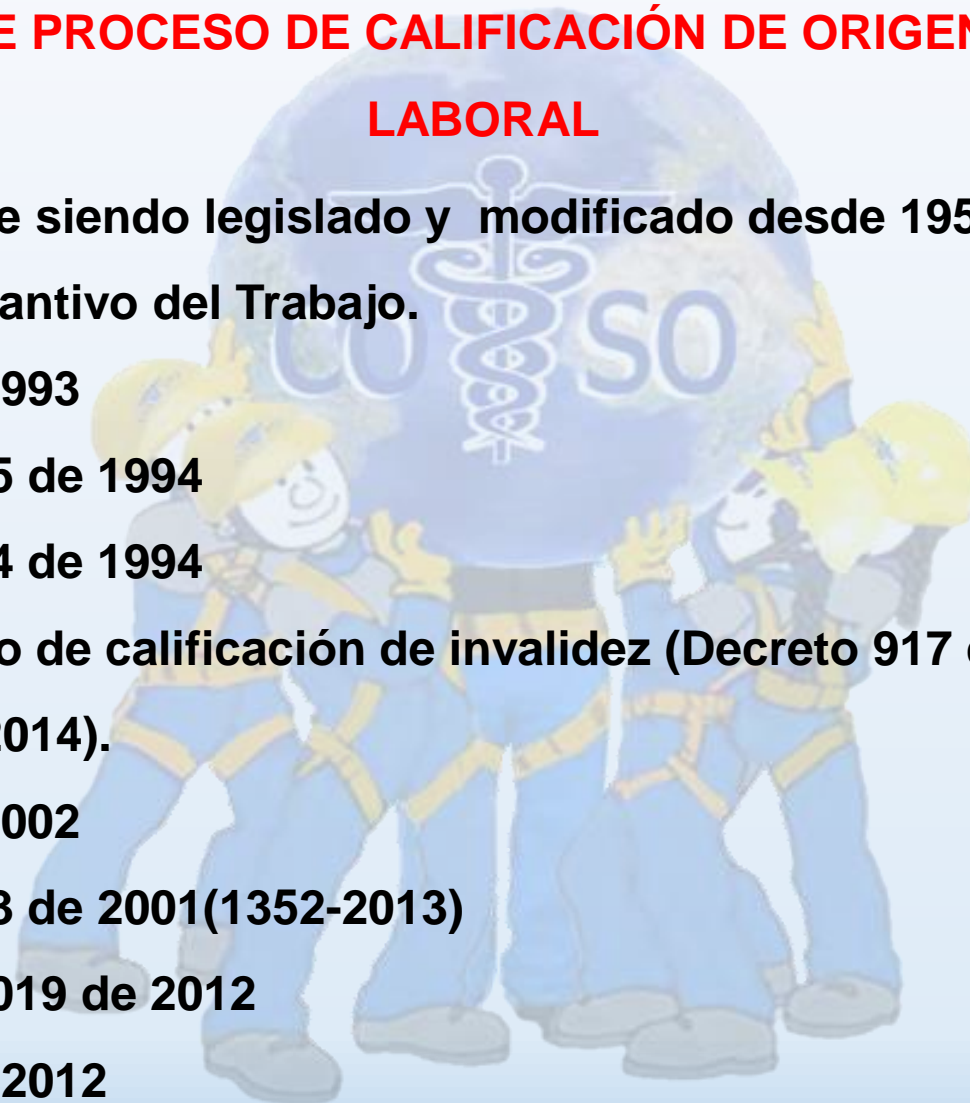 E PROCESO DE CALIFICACIÓN DE ORIGEN
LABORAL
e siendo legislado y modificado desde 195
antivo del Trabajo.
993
5 de 1994
4 de 1994
o de calificación de invalidez (Decreto 917
2014).
002
3 de 2001(1352-2013)
019 de 2012
2012
CO SO